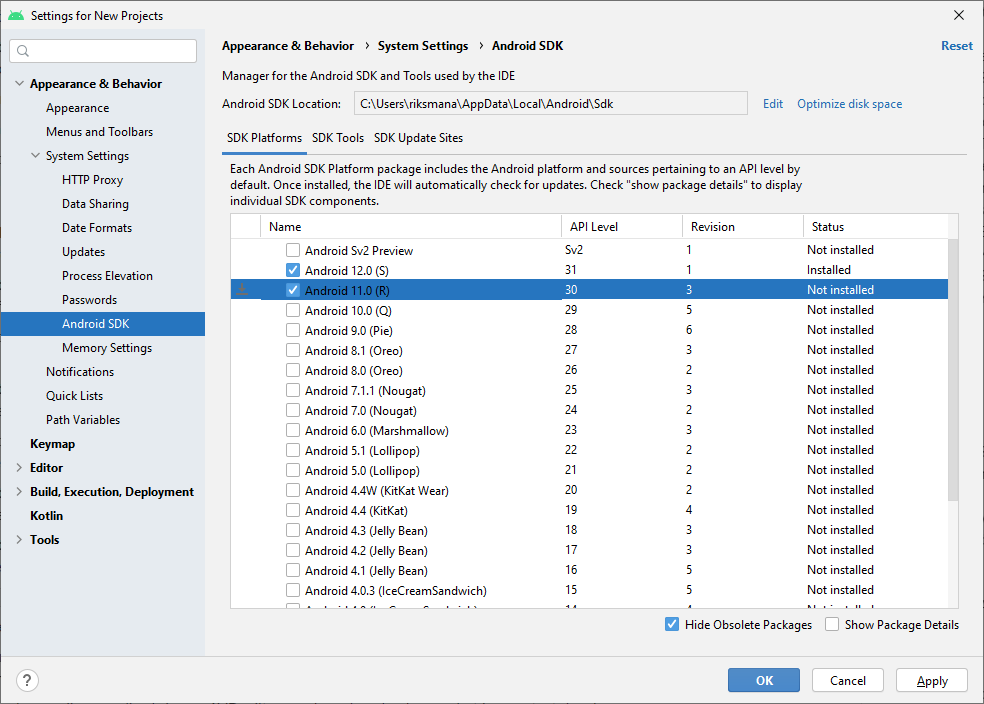 Settings for New Projects
Appearance & Behavior › System Settings › Android SDK
Reset
Manager for the Android SDK and Tools used by the IDE
Android SDK Location: C:\Users\riksmana\AppData\Local\Android\Sdk Edit Optimize disk space
Appearance & Behavior
Appearance
Menus and Toolbars
System Settings
HTTP Proxy
Data Sharing
Date Formats
Updates
Process Elevation
Passwords
Android SDK
Memory Settings
Notifications
Quick Lists
Path Variables
Keymap
Editor
Build, Execution, Deployment
Kotlin
Tools
SDK Platforms SDK Tools SDK Update Sites
Each Android SDK Platform package includes the Android platform and sources pertaining to an API level by
default. Once installed, the IDE will automatically check for updates. Check "show package details" to display
individual SDK components.
Name API Level Revision Status
Android Sv2 Preview Sv2 1 Not installed
Android 12.0 (S) 31 1 Installed
Android 11.0 (R) 30 3 Not installed
Android 10.0 (Q) 29 5 Not installed
Android 9.0 (Pie) 28 6 Not installed
Android 8.1 (Oreo) 27 3 Not installed
Android 8.0 (Oreo) 26 2 Not installed
Android 7.1.1 (Nougat) 25 3 Not installed
Android 7.0 (Nougat) 24 2 Not installed
Android 6.0 (Marshmallow) 23 3 Not installed
Android 5.1 (Lollipop) 22 2 Not installed
Android 5.0 (Lollipop) 21 2 Not installed
Android 4.4W (KitKat Wear) 20 2 Not installed
Android 4.4 (KitKat) 19 4 Not installed
Android 4.3 (Jelly Bean) 18 3 Not installed
Android 4.2 (Jelly Bean) 17 3 Not installed
Android 4.1 (Jelly Bean) 16 5 Not installed
Android 4.0.3 (IceCreamSandwich) 15 5 Not installed
Hide Obsolete Packages Show Package Details
? OK Cancel Apply